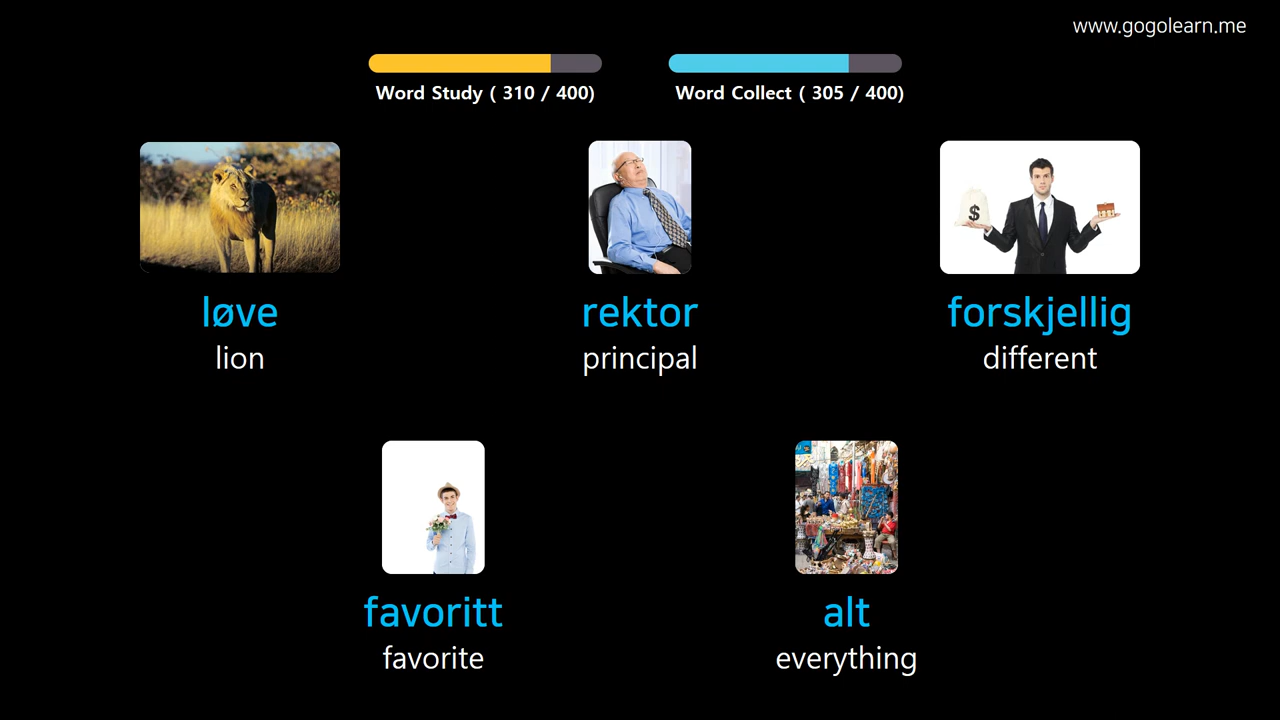 www.gogolearn.me
Word Study ( 310 / 400)
Word Collect ( 305 / 400)
løve
lion
rektor
principal
forskjellig
different
favoritt
favorite
alt
everything
$